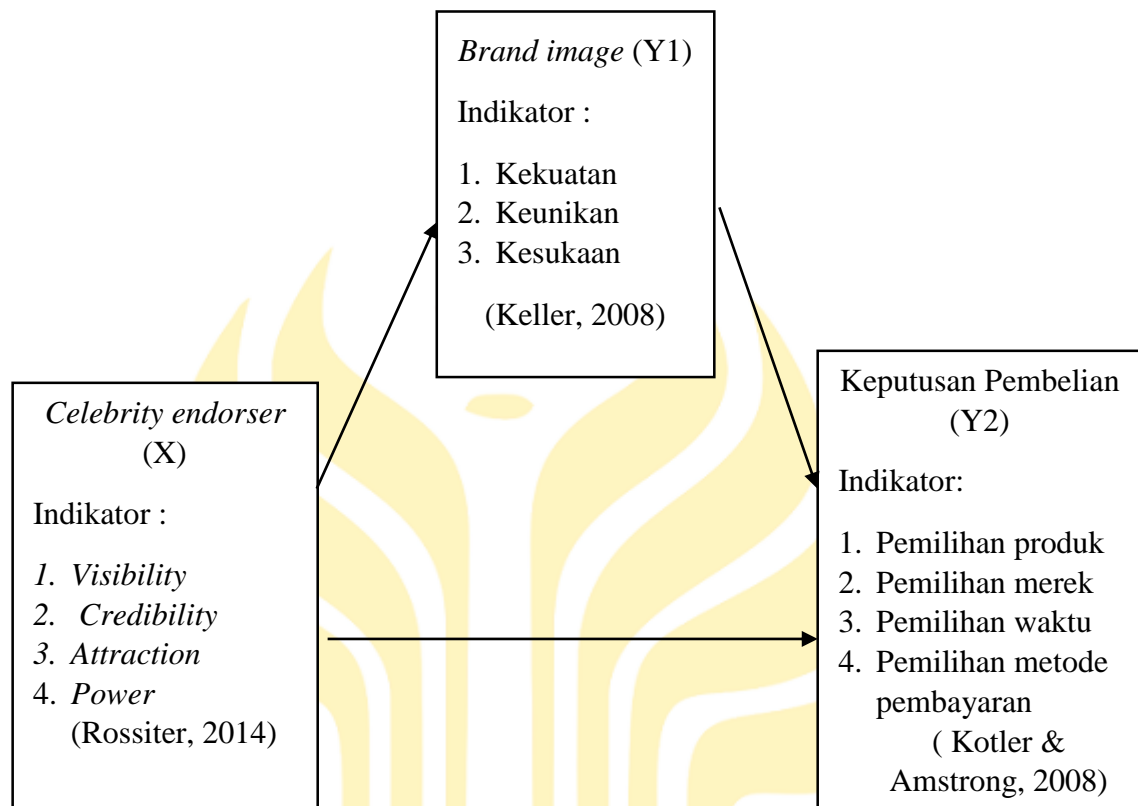 Brand image (Y1)
Indikator :
1. Kekuatan
2. Keunikan
3. Kesukaan
(Keller, 2008)
Celebrity endorser
(X)
Indikator :
1. Visibility
2. Credibility
3. Attraction
4. Power
(Rossiter, 2014)
Keputusan Pembelian
(Y2)
Indikator:
1. Pemilihan produk
2. Pemilihan merek
3. Pemilihan waktu
4. Pemilihan metode
pembayaran
( Kotler &
Amstrong, 2008)